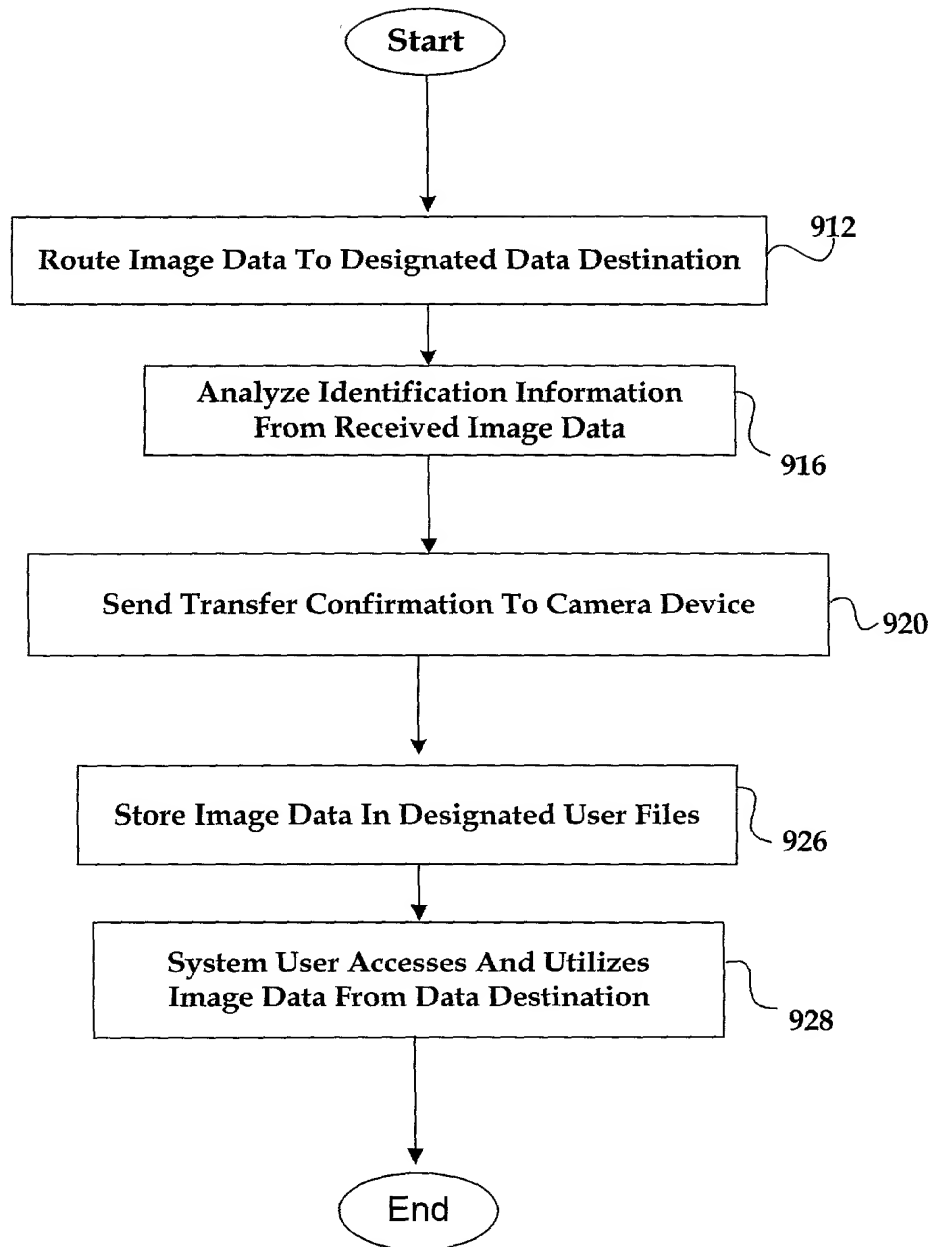 Start
912
Route Image Data To Designated Data Destination
Analyze Identification Information
From Received Image Data
916
Send Transfer Confirmation To Camera Device
920
Store Image Data In Designated User Files
926
System User Accesses And Utilizes
Image Data From Data Destination
928
End